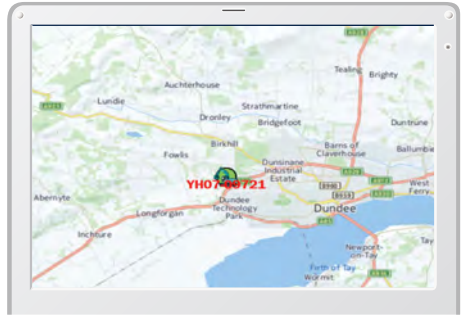 Tealing
Brighty
Auchterhouse
Lundie
Strathmartine
Dronley
Bridgefoot
Duntrune
Birkhill
Barns of
Claverhouse
Ballumbie
Fowlis
Dunsinane
Industrial
Estate
West
Ferry
Abernyte
Dundee
Technology
Park
Longforgan
Dundee
Inchture
Newport-
on-Tay
Tay
Firth of Tay
Wormit